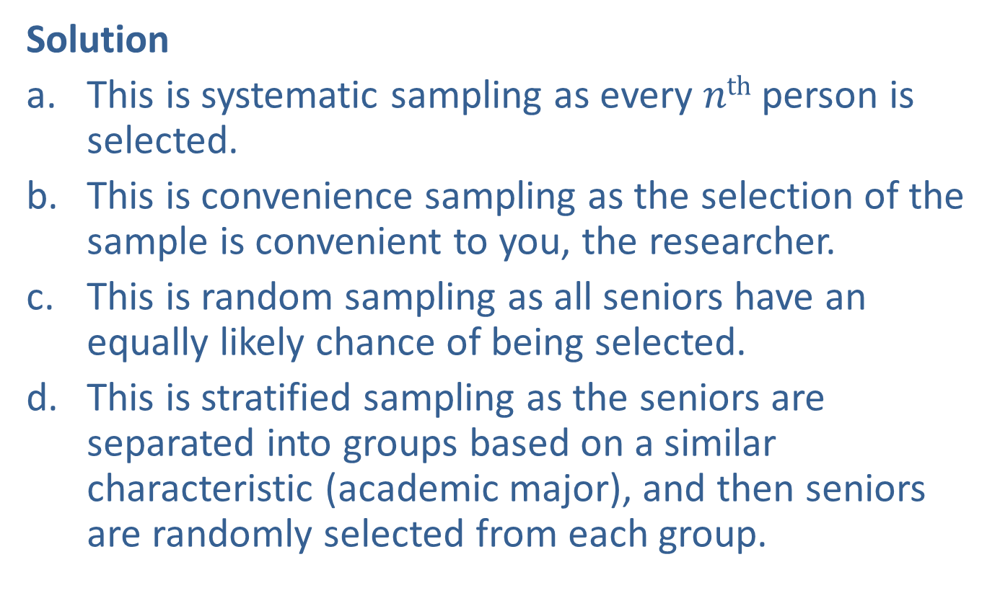 Solution
a. This is systematic sampling as every nᵗʰ person is
selected.
b. This is convenience sampling as the selection of the
sample is convenient to you, the researcher.
c. This is random sampling as all seniors have an
equally likely chance of being selected.
d. This is stratified sampling as the seniors are
separated into groups based on a similar
characteristic (academic major), and then seniors
are randomly selected from each group.